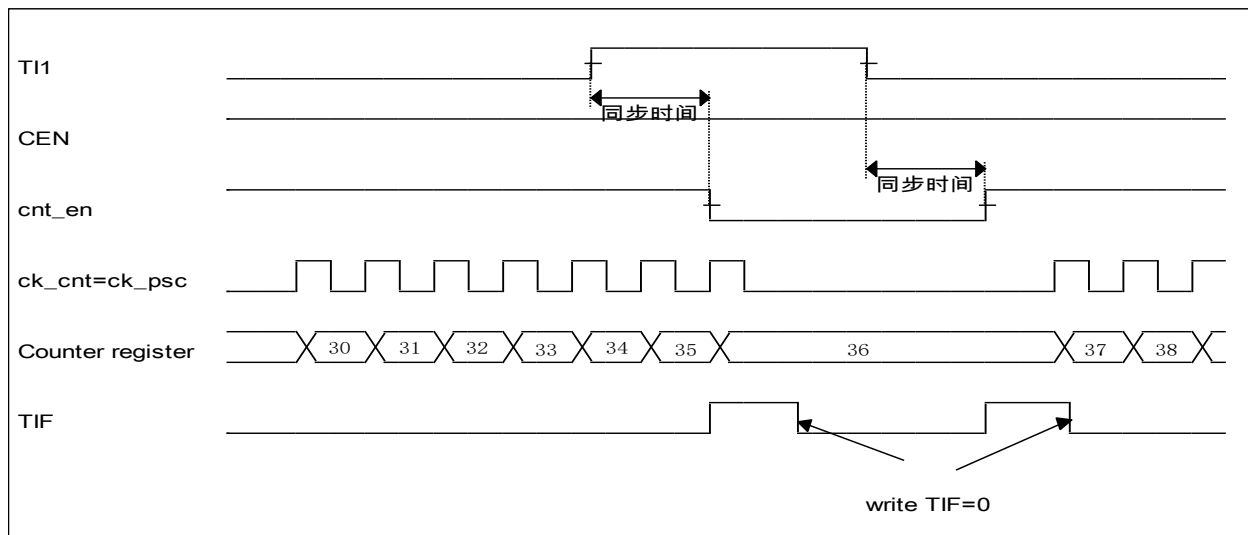 TI1
同步时间
CEN
同步时间
cnt_en
ck_cnt=ck_psc
Counter register
30 31 32 33 34 35 36 37 38
TIF
write TIF=0